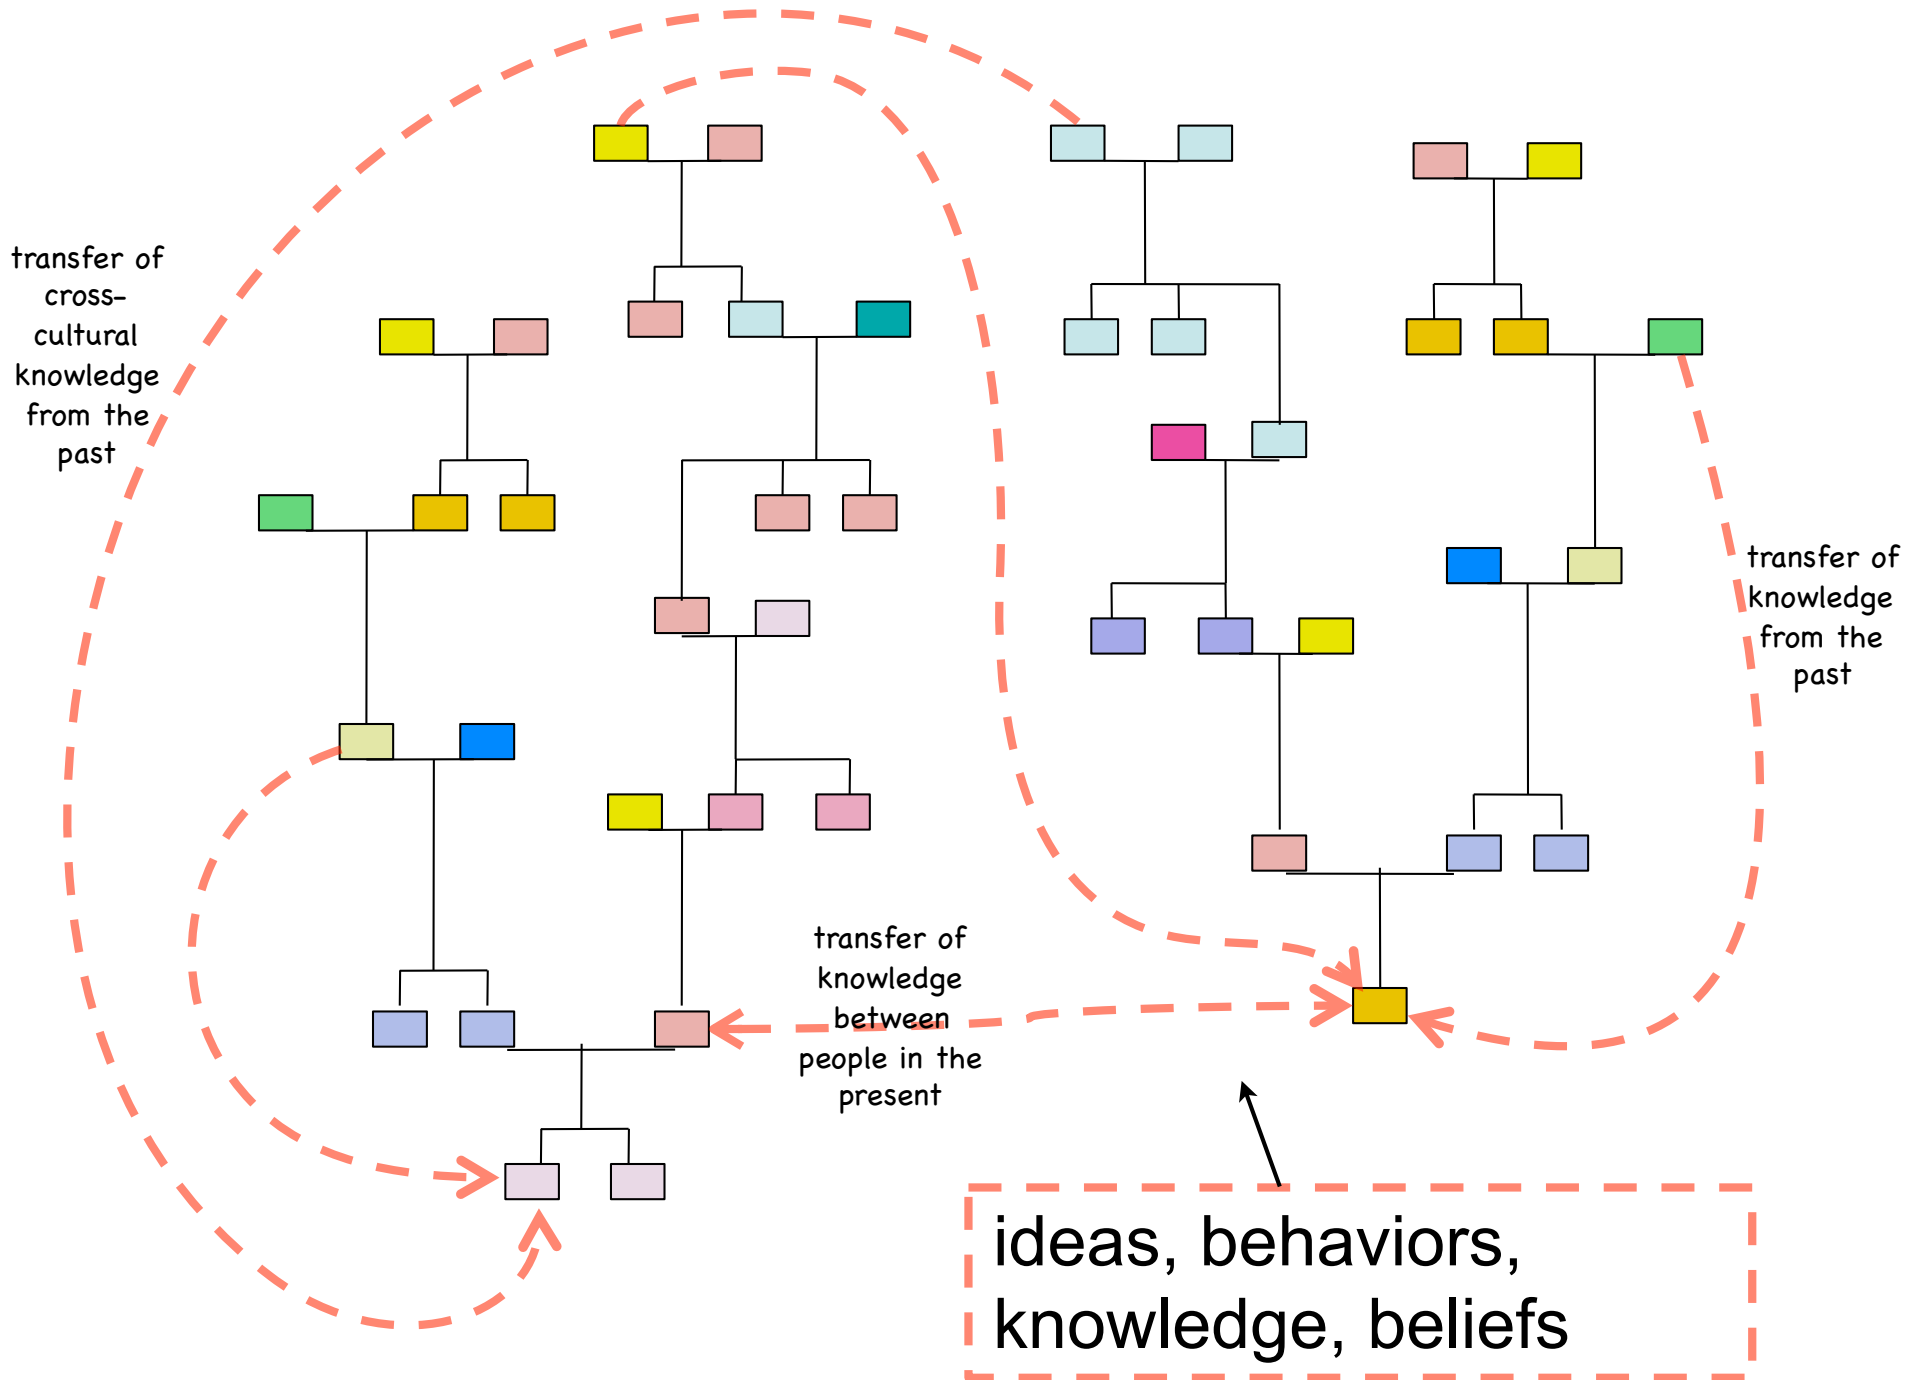 transfer of
cross-
cultural
knowledge
from the
past
transfer of
knowledge
from the
past
transfer of
knowledge
between
people in the
present
ideas, behaviors,
knowledge, beliefs